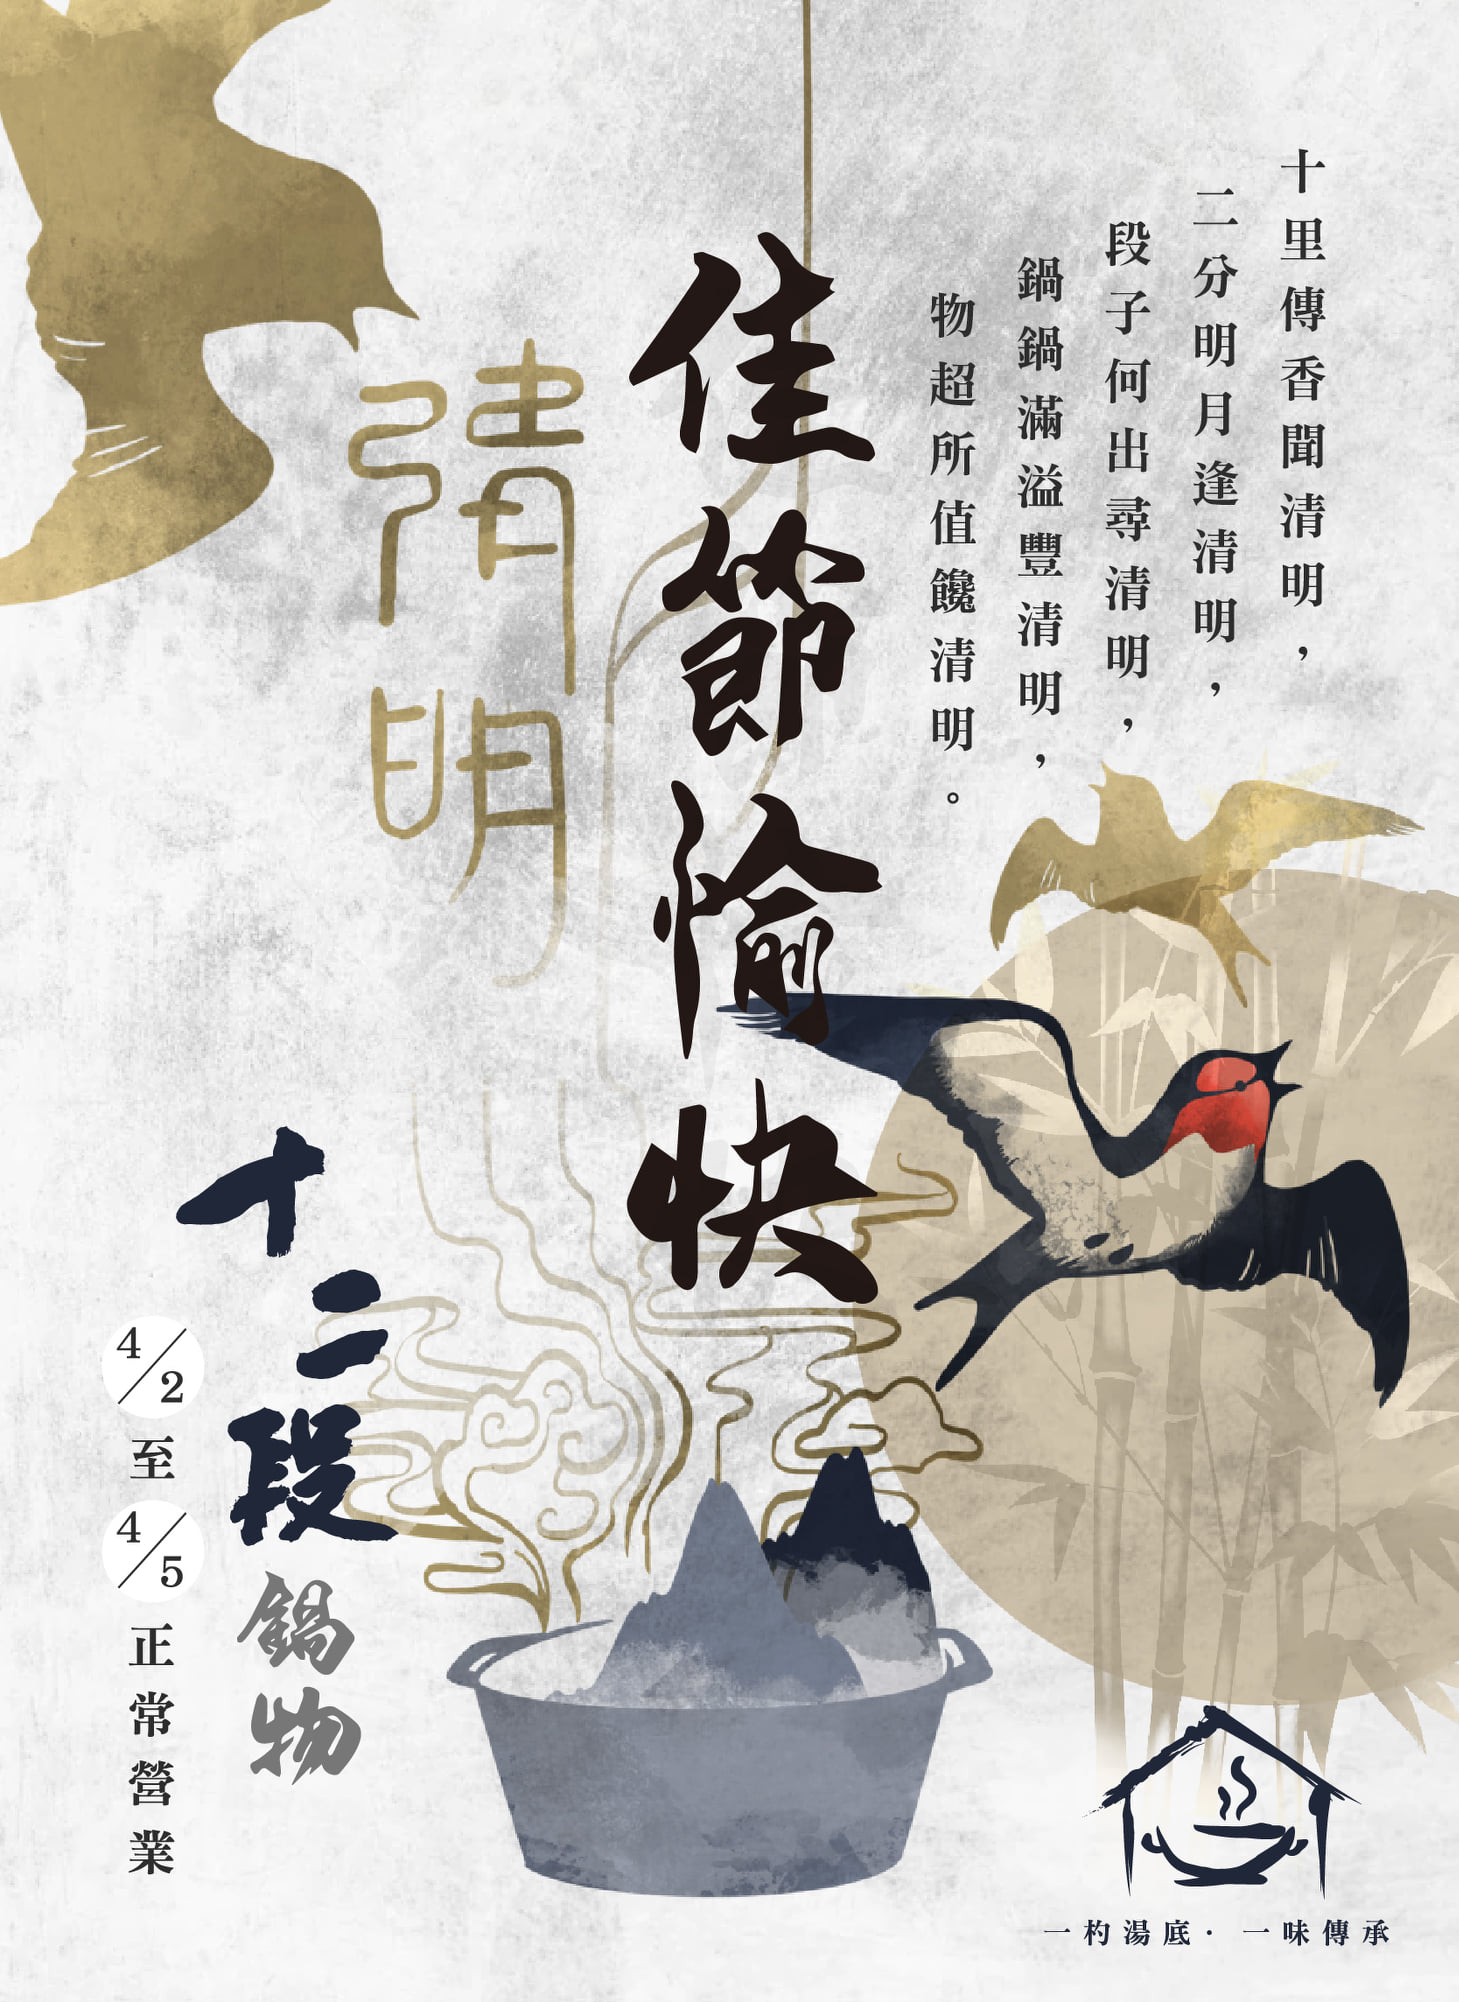 十里傳香聞清明，
二分明月逢清明，
段子何出尋清明，
鍋鍋滿溢豐清明，
物超所值饞清明。
佳節愉快
清明
十二段
鍋物
4/2至4/5正常營業
一杓湯底·一味傳承